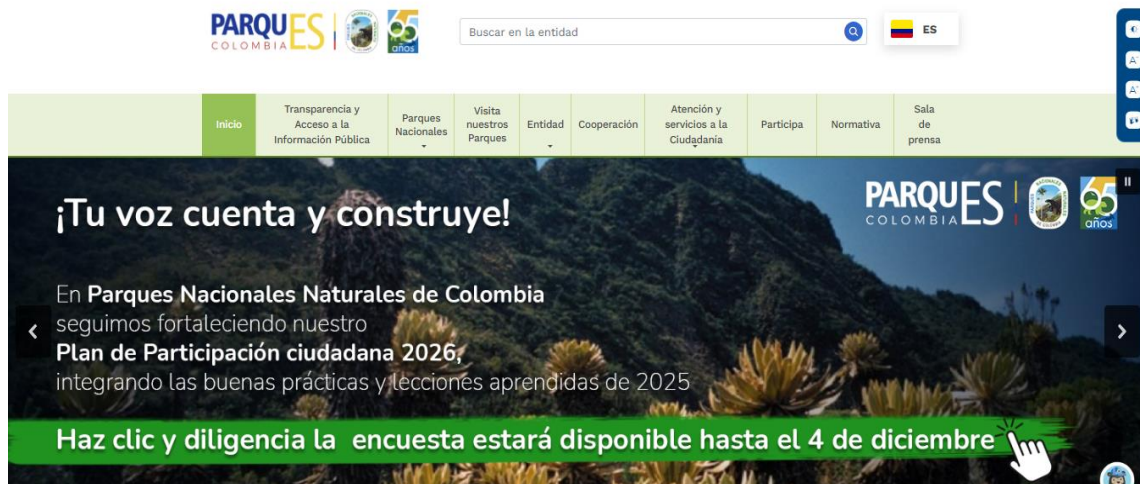 PARQUES
COLOMBIA
65
años
Buscar en la entidad
ES
Inicio
Transparencia y
Acceso a la
Información Pública
Parques
Nacionales
Visita
nuestros
Parques
Entidad
Cooperación
Atención y
servicios a la
Ciudadanía
Participa
Normativa
Sala
de
prensa
¡Tu voz cuenta y construye!
PARQUES
COLOMBIA
65
años
En Parques Nacionales Naturales de Colombia
seguimos fortaleciendo nuestro
Plan de Participación ciudadana 2026,
integrando las buenas prácticas y lecciones aprendidas de 2025
Haz clic y diligencia la encuesta estará disponible hasta el 4 de diciembre